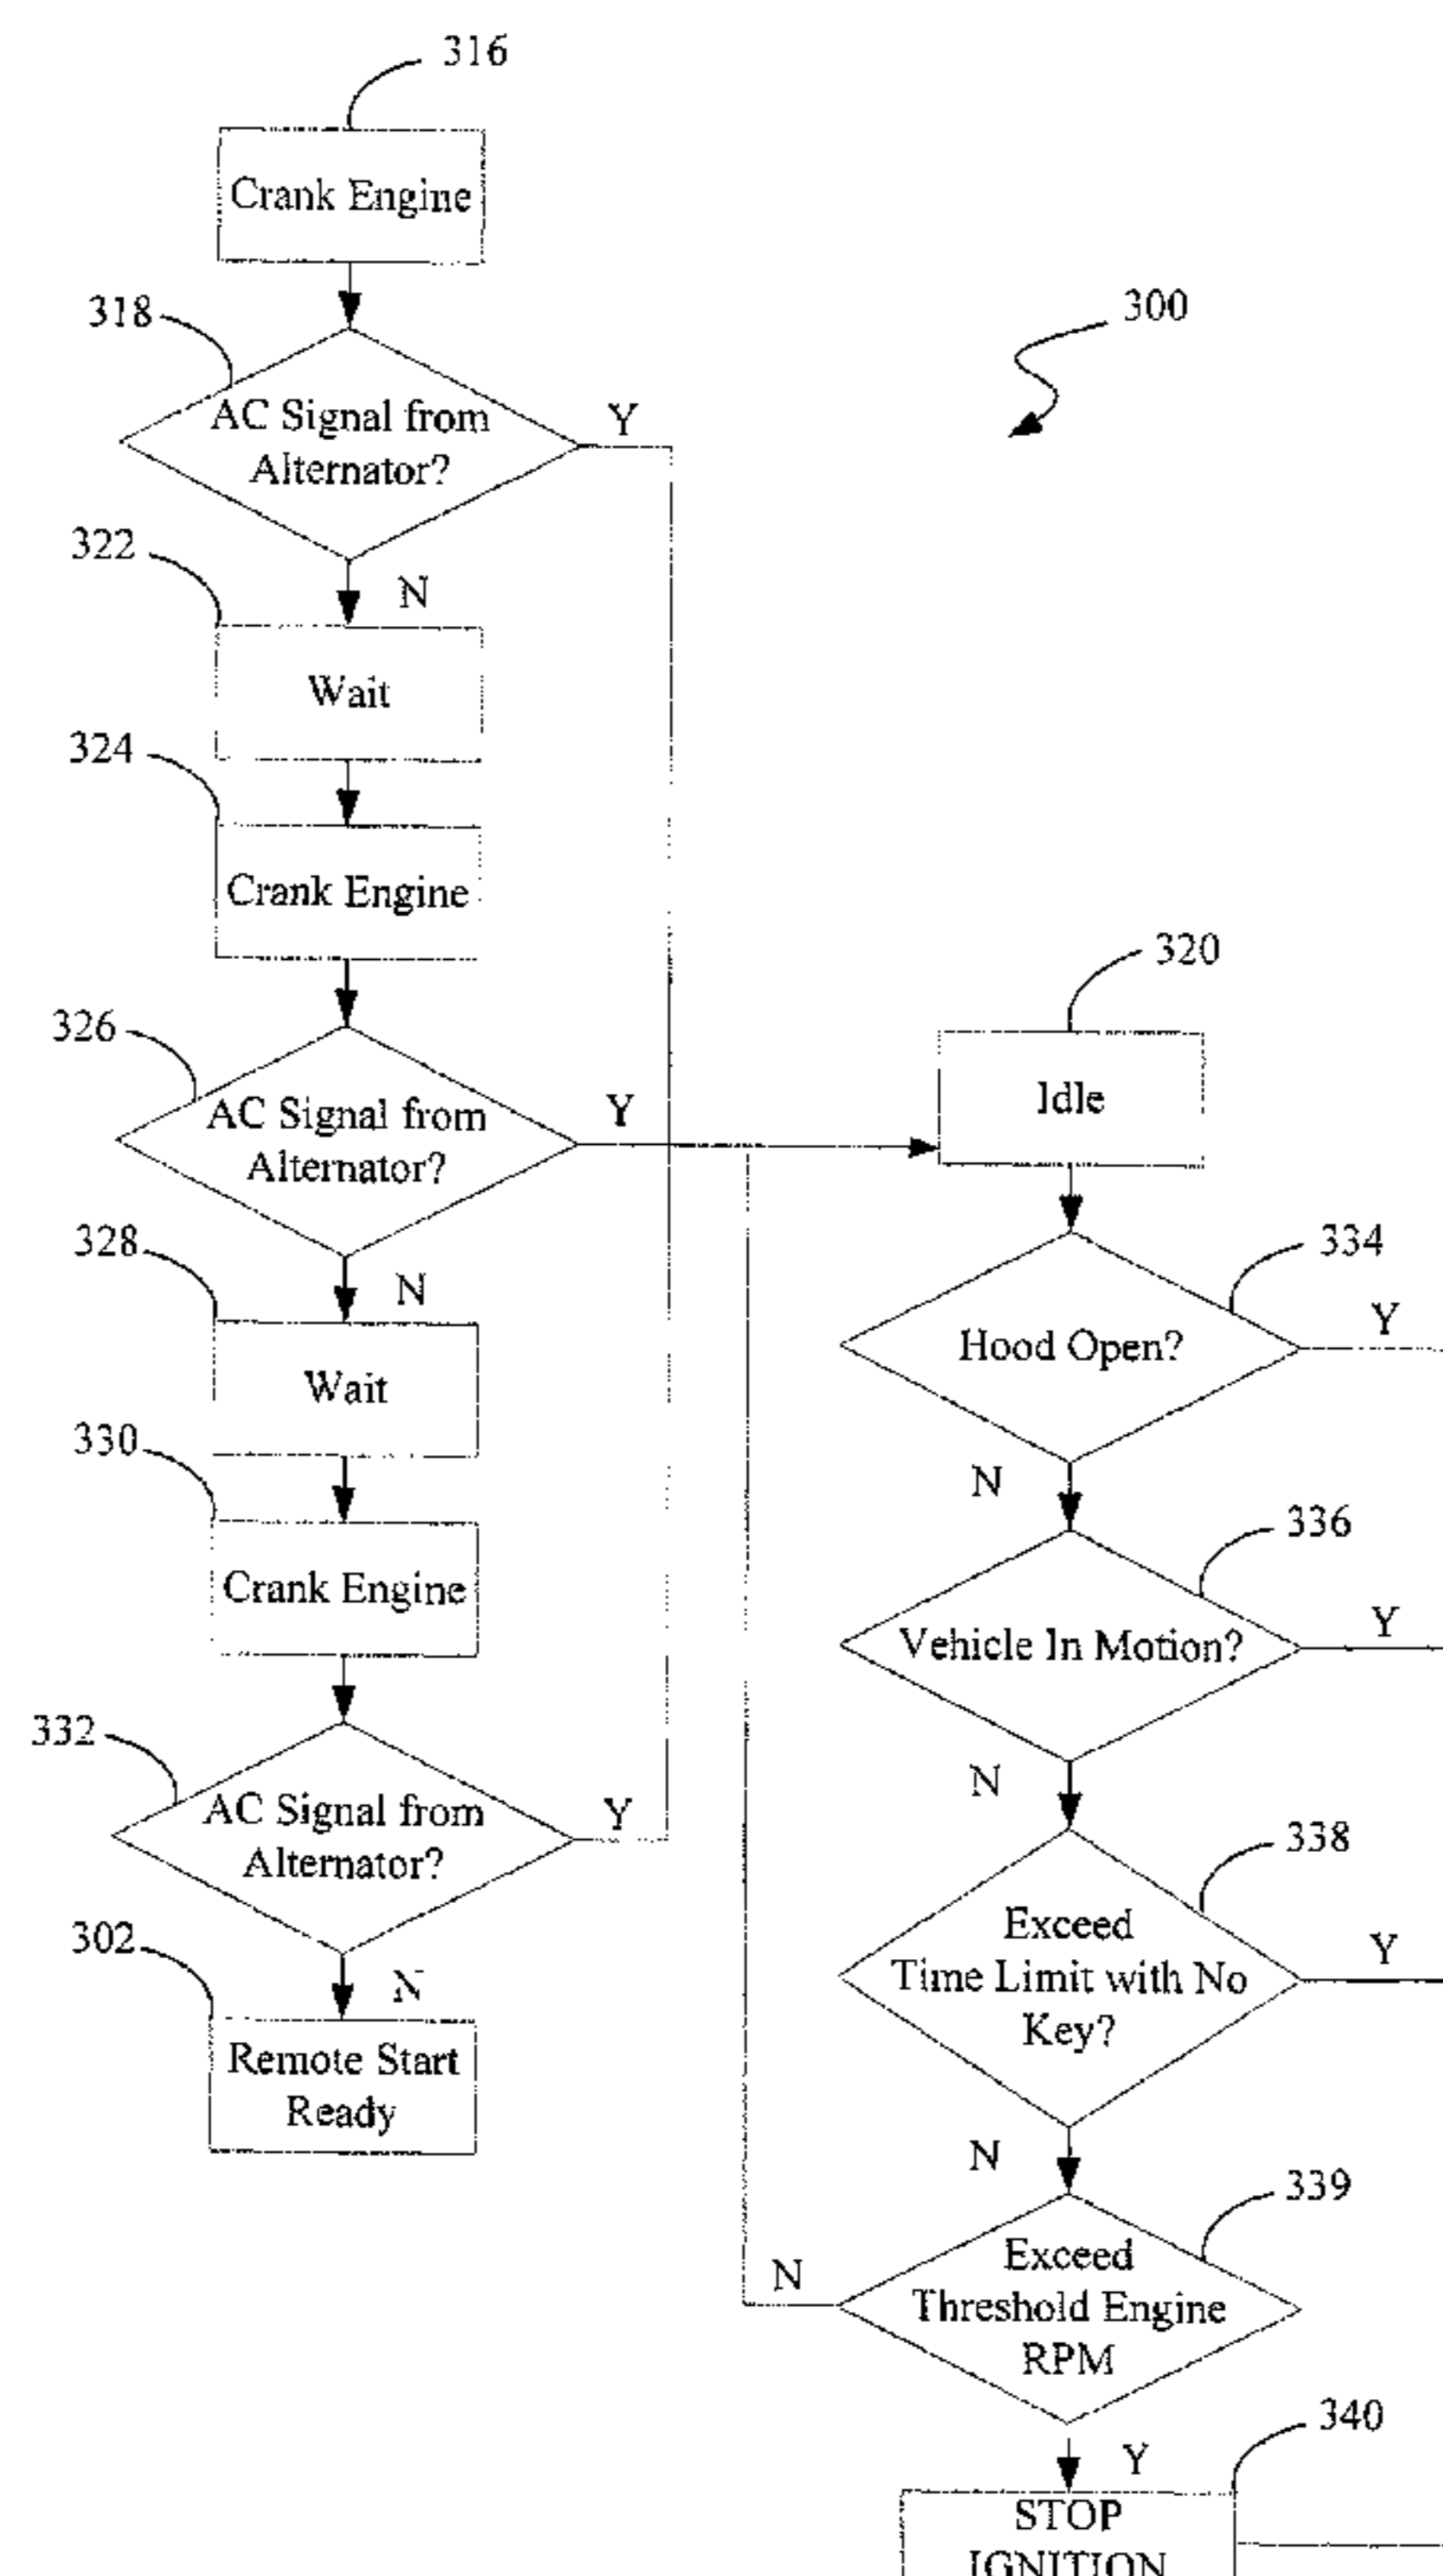 316
Crank Engine
318
AC Signal from
Alternator?
Y
300
322
N
Wait
324
Crank Engine
326
AC Signal from
Alternator?
Y
328
N
Wait
330
Crank Engine
332
AC Signal from
Alternator?
Y
302
N
Remote Start
Ready
320
Idle
334
Hood Open?
Y
N
336
Vehicle In Motion?
Y
N
338
Exceed
Time Limit with No
Key?
Y
N
339
Exceed
Threshold Engine
RPM
N
340
Y
STOP
IGNITION